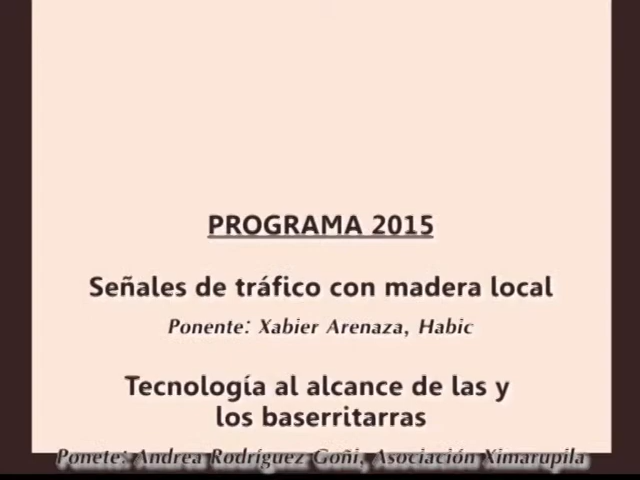 PROGRAMA 2015
Señales de tráfico con madera local
Ponente: Xabier Arenaza, Habic
Tecnología al alcance de las y
los baserritarras
Ponete: Andrea Rodríguez Goñi, Asociación Ximarupila